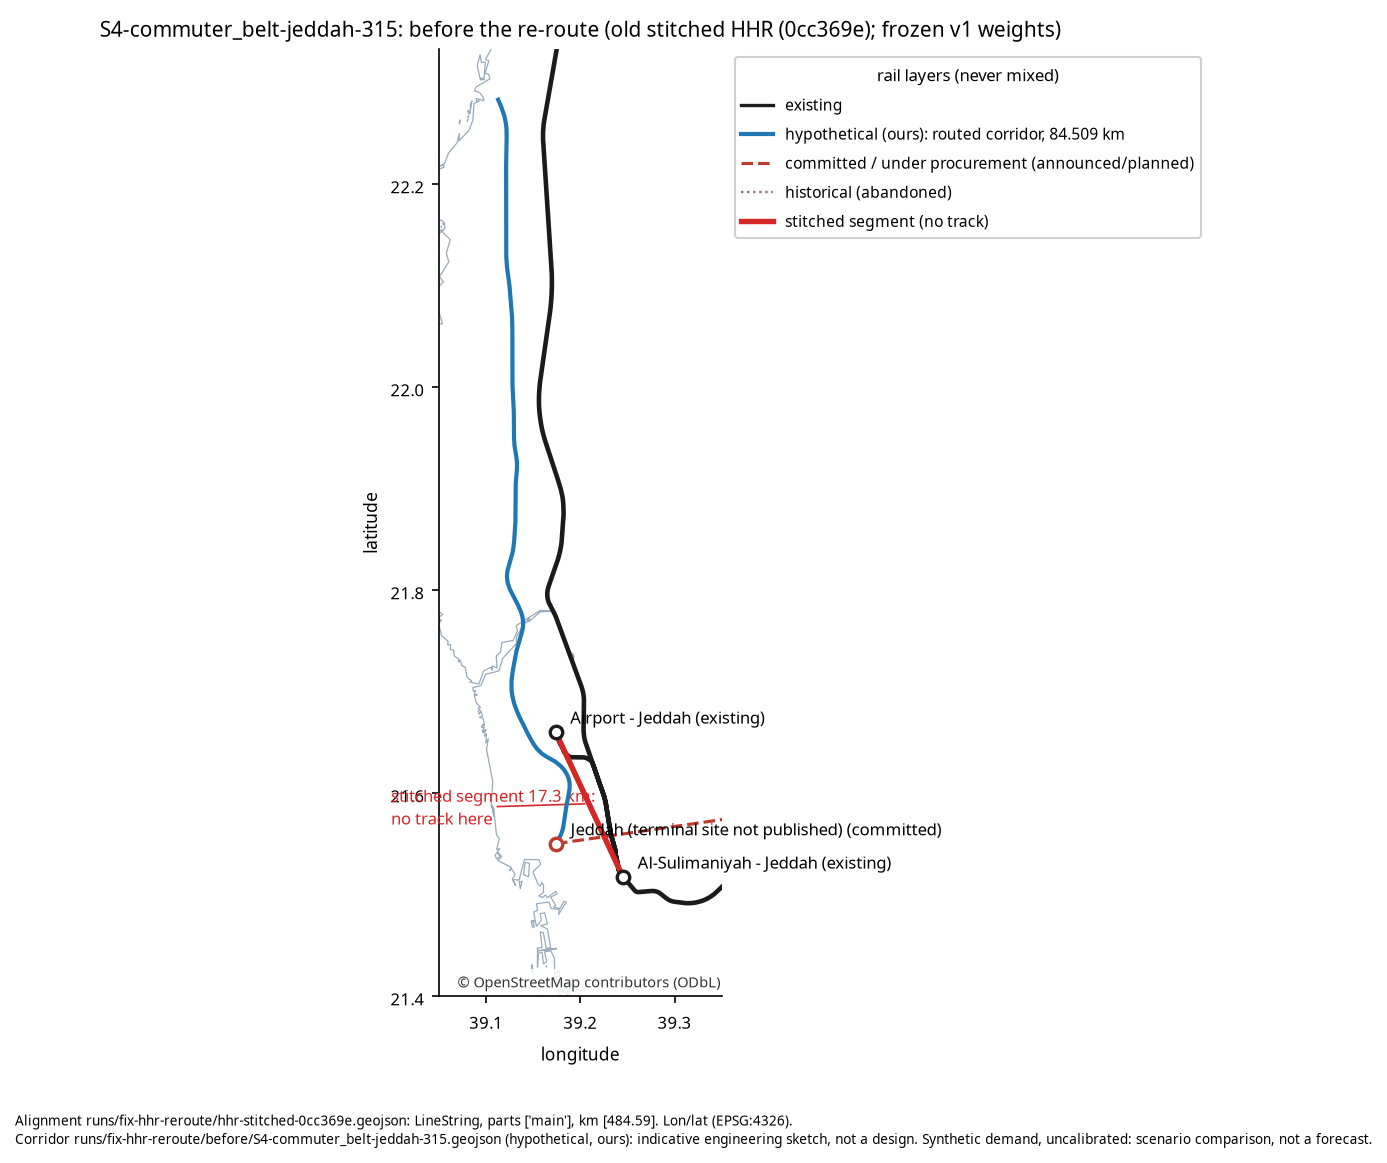 S4-commuter_belt-jeddah-315: before the re-route (old stitched HHR (0cc369e); frozen v1 weights)
rail layers (never mixed)
existing
hypothetical (ours): routed corridor, 84.509 km
committed / under procurement (announced/planned)
historical (abandoned)
stitched segment (no track)
22.2
22.0
latitude
21.8
Airport - Jeddah (existing)
21.6
stitched segment 17.3 km:
no track here
Jeddah (terminal site not published) (committed)
Al-Sulimaniyah - Jeddah (existing)
© OpenStreetMap contributors (ODbL)
21.4
39.1 39.2 39.3
longitude
Alignment runs/fix-hhr-reroute/hhr-stitched-0cc369e.geojson: LineString, parts ['main'], km [484.59]. Lon/lat (EPSG:4326).
Corridor runs/fix-hhr-reroute/before/S4-commuter_belt-jeddah-315.geojson (hypothetical, ours): indicative engineering sketch, not a design. Synthetic demand, uncalibrated: scenario comparison, not a forecast.